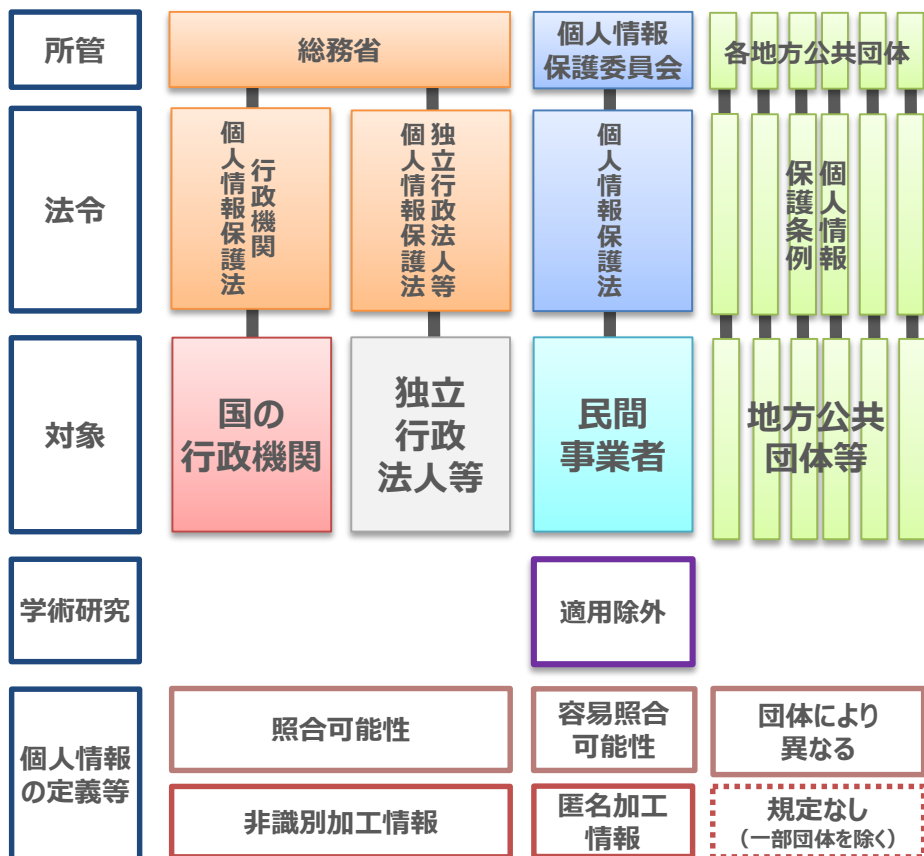 所管
総務省
個人情報
保護委員会
各地方公共団体
法令
行政機関
個人情報保護法
独立行政法人等
個人情報保護法
個人情報保護法
個人情報
保護条例
対象
国の
行政機関
独立
行政
法人等
民間
事業者
地方公共
団体等
学術研究
適用除外
個人情報
の定義等
照合可能性
容易照合
可能性
団体により
異なる
非識別加工情報
匿名加工
情報
規定なし
（一部団体を除く）